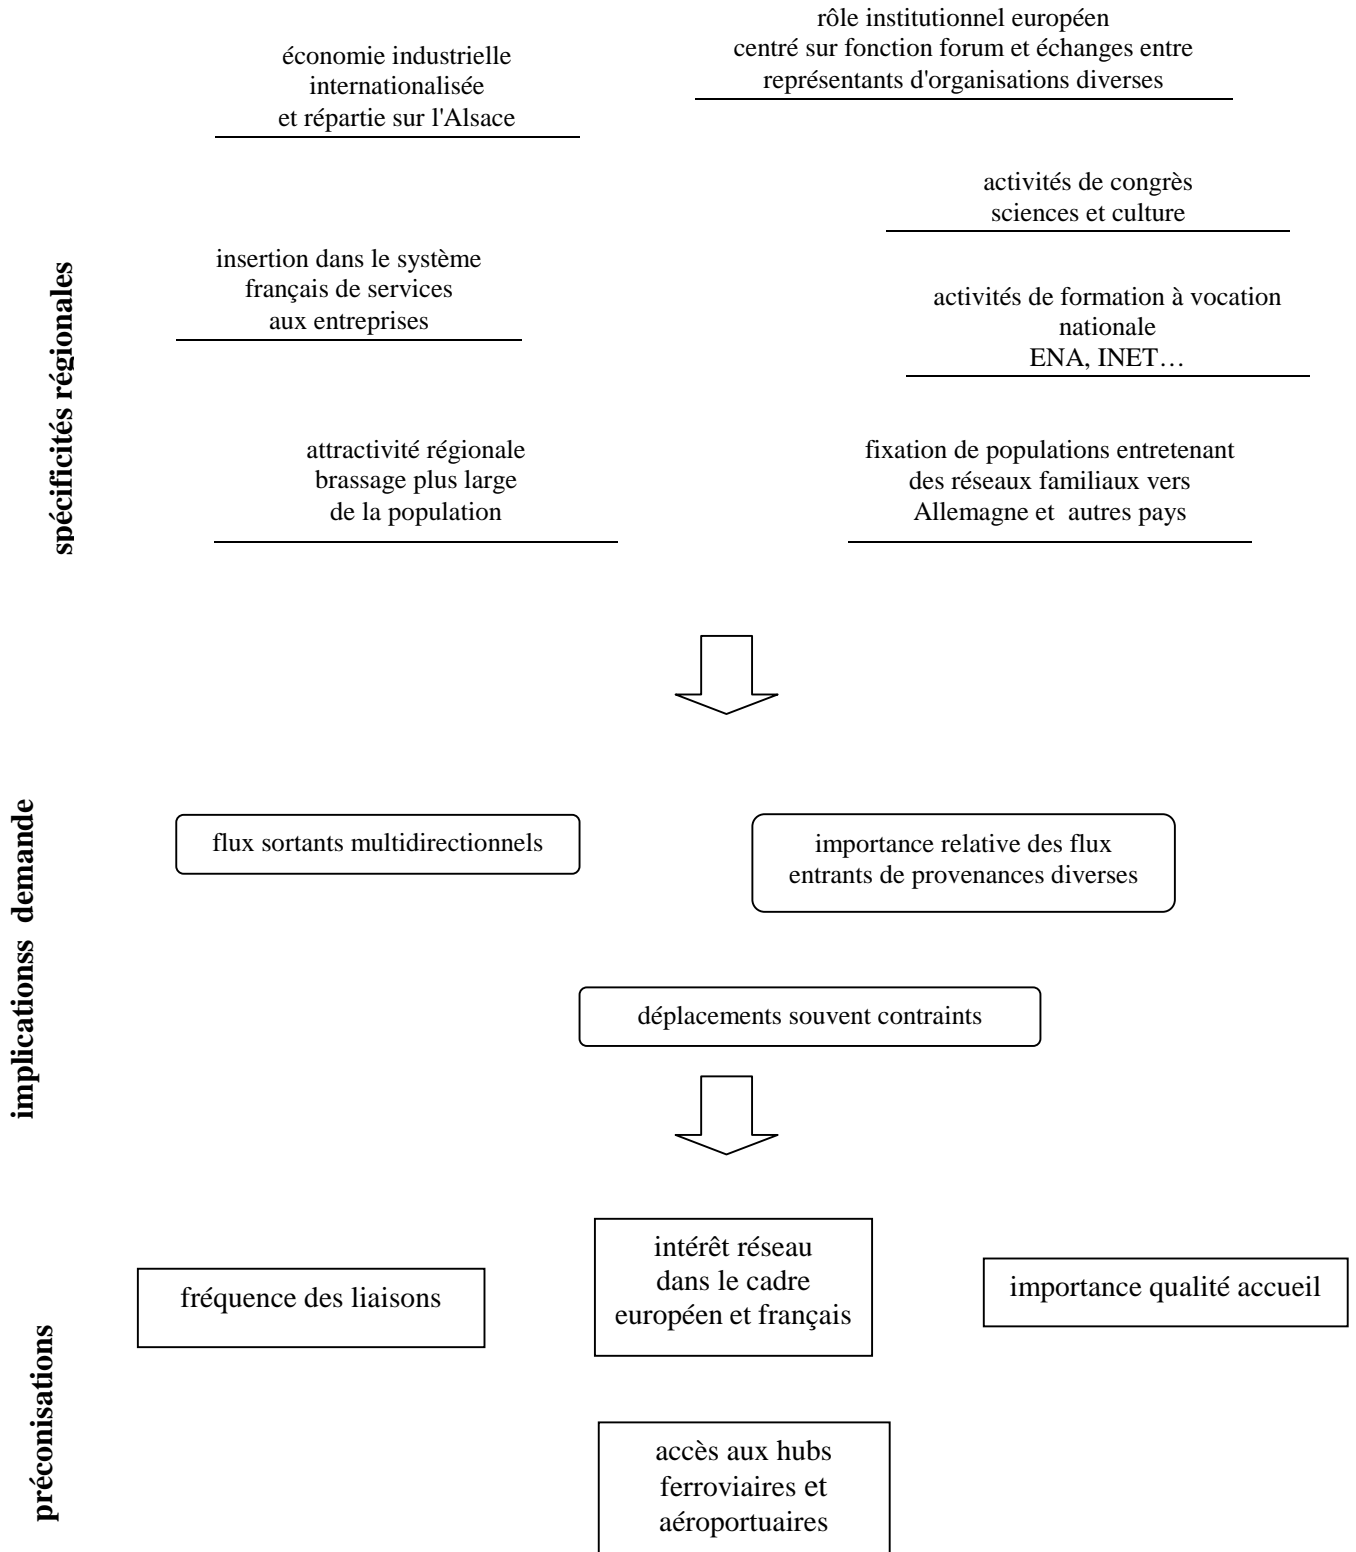 spécificités régionales
économie industrielle
internationalisée
et répartie sur l'Alsace
rôle institutionnel européen
centré sur fonction forum et échanges entre
représentants d'organisations diverses
activités de congrès
sciences et culture
insertion dans le système
français de services
aux entreprises
activités de formation à vocation
nationale
ENA, INET…
attractivité régionale
brassage plus large
de la population
fixation de populations entretenant
des réseaux familiaux vers
Allemagne et autres pays
implicationss demande
flux sortants multidirectionnels
importance relative des flux
entrants de provenances diverses
déplacements souvent contraints
préconisations
fréquence des liaisons
intérêt réseau
dans le cadre
européen et français
importance qualité accueil
accès aux hubs
ferroviaires et
aéroportuaires